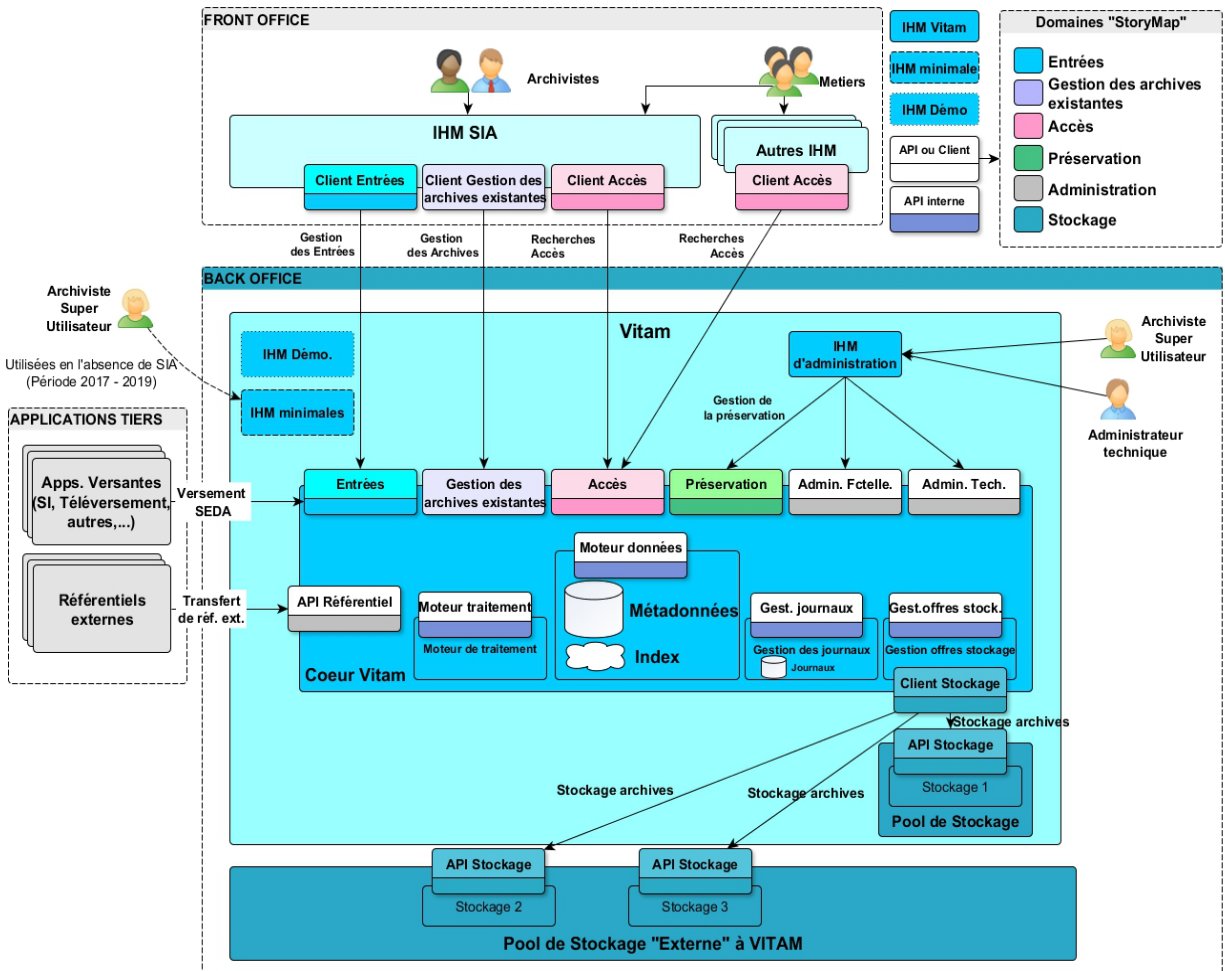 FRONT OFFICE
Archivistes
Metiers
IHM SIA
Autres IHM
Client Entrées
Client Gestion des
archives existantes
Client Accès
Client Accès
IHM Vitam
IHM minimale
IHM Démo
API ou Client
API interne
Domaines "StoryMap"
Entrées
Gestion des archives
existantes
Accès
Préservation
Administration
Stockage
Gestion
des Entrées
Gestion
des Archives
Recherches
Accès
Recherches
Accès
BACK OFFICE
Archiviste
Super
Utilisateur
Utilisées en l'absence de SIA
(Période 2017 - 2019)
Vitam
IHM Démo.
IHM minimales
IHM
d'administration
Archiviste
Super
Utilisateur
Administrateur
technique
Gestion de
la préservation
APPLICATIONS TIERS
Apps. Versantes
(SI, Téléversement,
autres,...)
Versement
SEDA
Référentiels
externes
Transfert
de réf. ext.
Entrées
Gestion des
archives existantes
Accès
Préservation
Admin. Fctelle.
Admin. Tech.
API Référentiel
Moteur traitement
Moteur de traitement
Moteur données
Métadonnées
Index
Gest. journaux
Gestion des journaux
Journaux
Gest.offres stock.
Gestion offres stockage
Coeur Vitam
Client Stockage
Stockage archives
API Stockage
Stockage 1
Pool de Stockage
Stockage archives
Stockage archives
API Stockage
Stockage 2
API Stockage
Stockage 3
Pool de Stockage "Externe" à VITAM